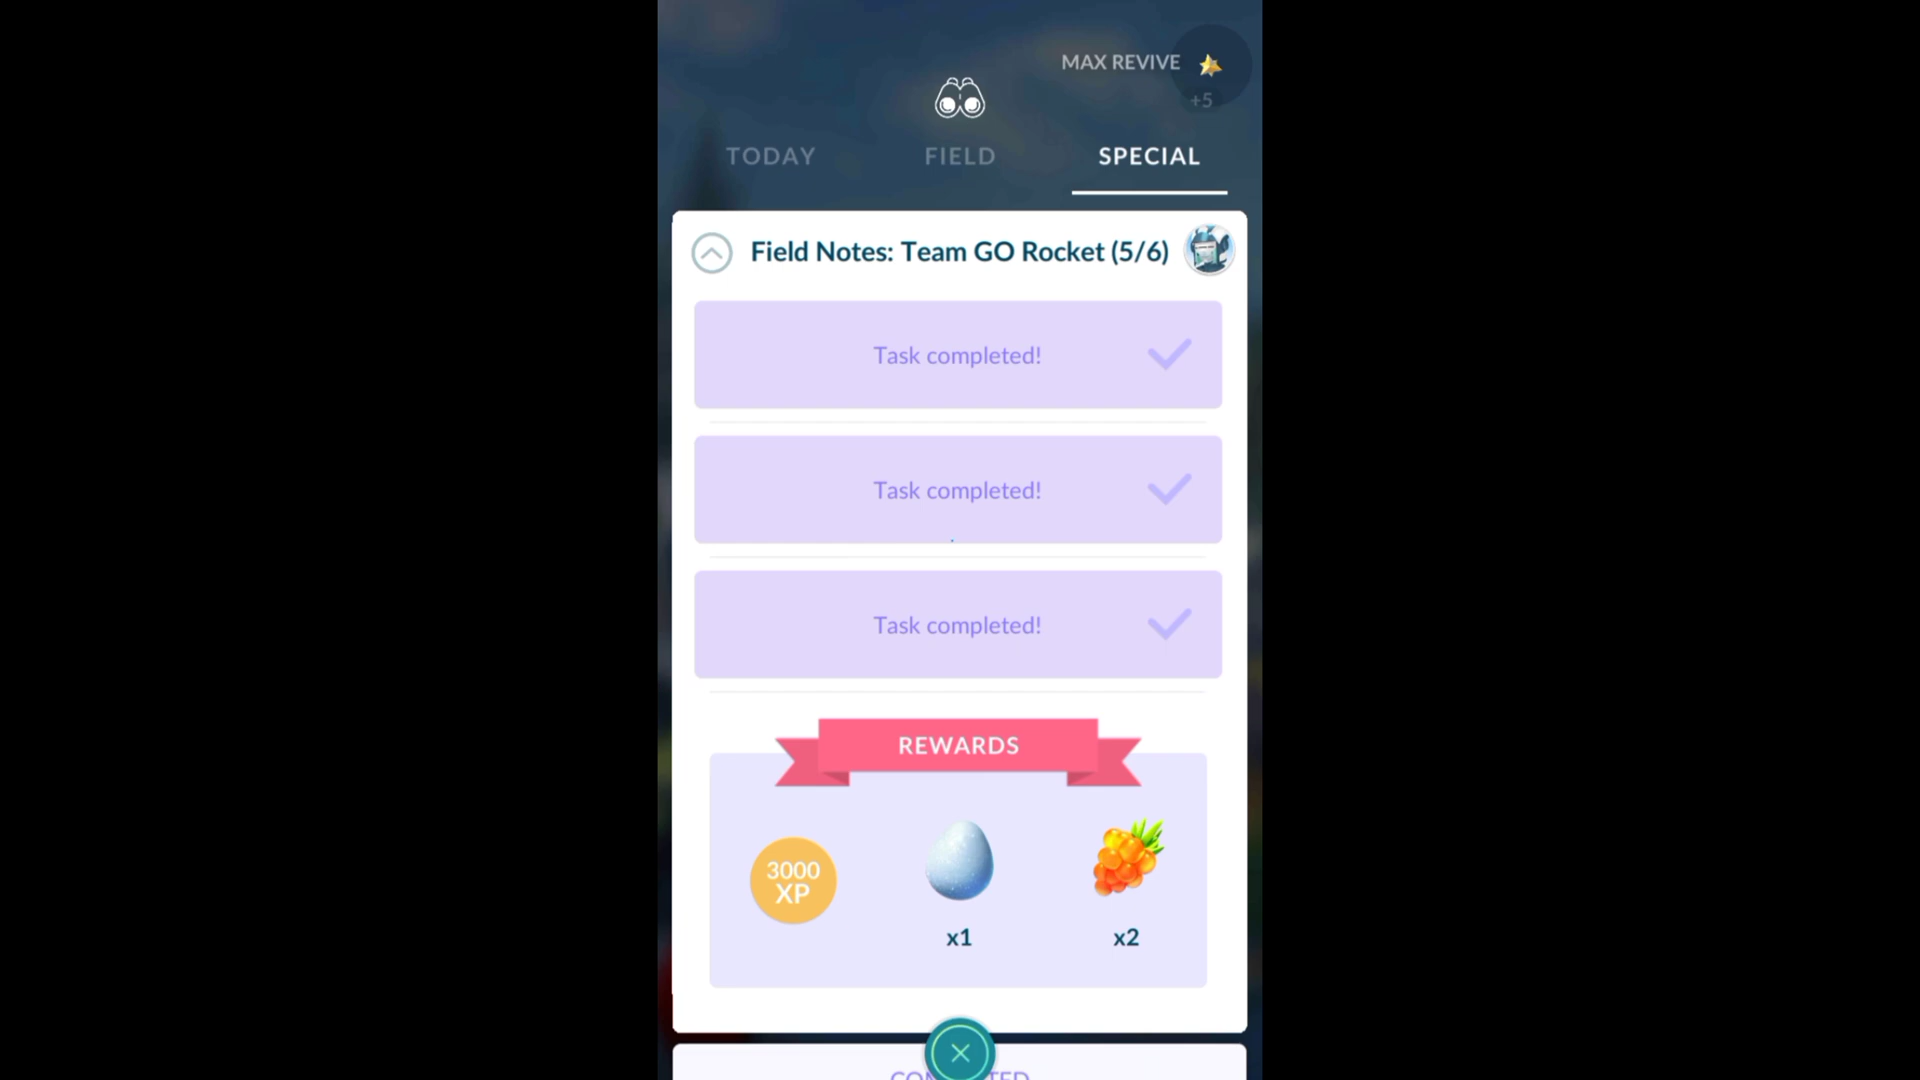 MAX REVIVE
+5
TODAY
FIELD
SPECIAL
Field Notes: Team GO Rocket (5/6)
Task completed!
Task completed!
Task completed!
REWARDS
3000
XP
x1
x2